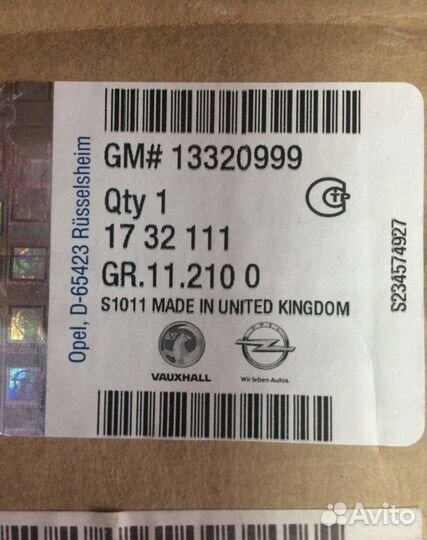 GM# 13320999
Qty 1
17 32 111
GR.11.210 0
S1011 MADE IN UNITED KINGDOM
VAUXHALL
OPEL
Wir leben Autos.
Opel, D-65423 Rüsselsheim
S234574927
Avito